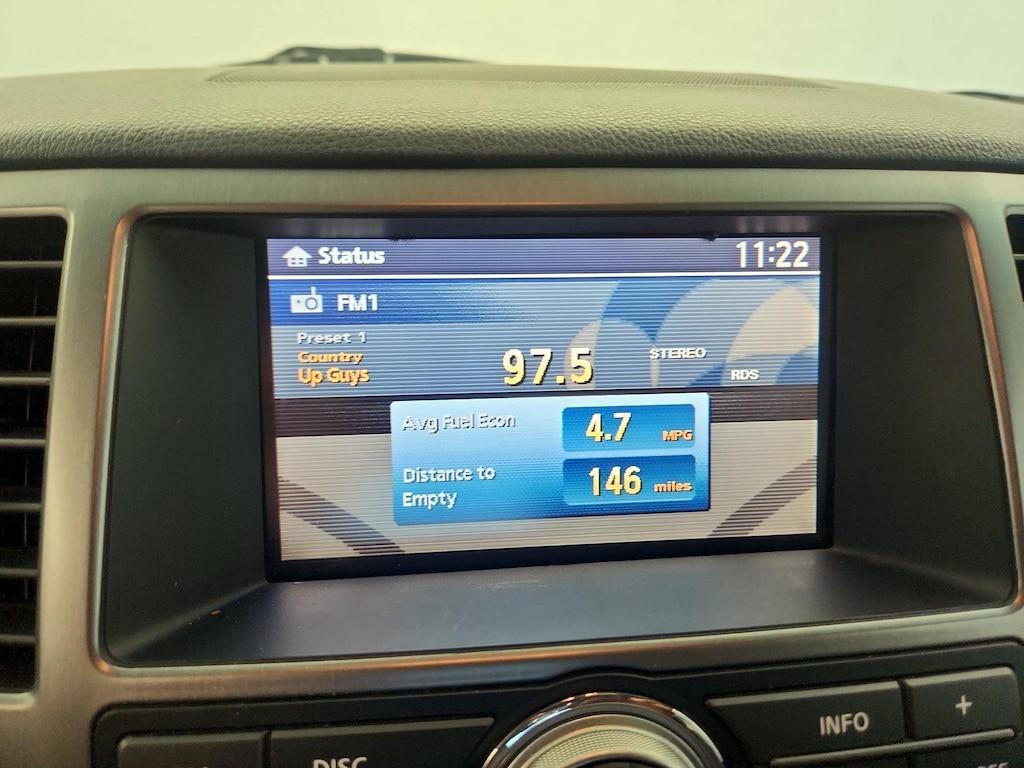 Status 11:22
FM1
Preset 1
Country
Up Guys
97.5 STEREO
RDS
Avg Fuel Econ 4.7 MPG
Distance to
Empty
146 miles
INFO +
DISC